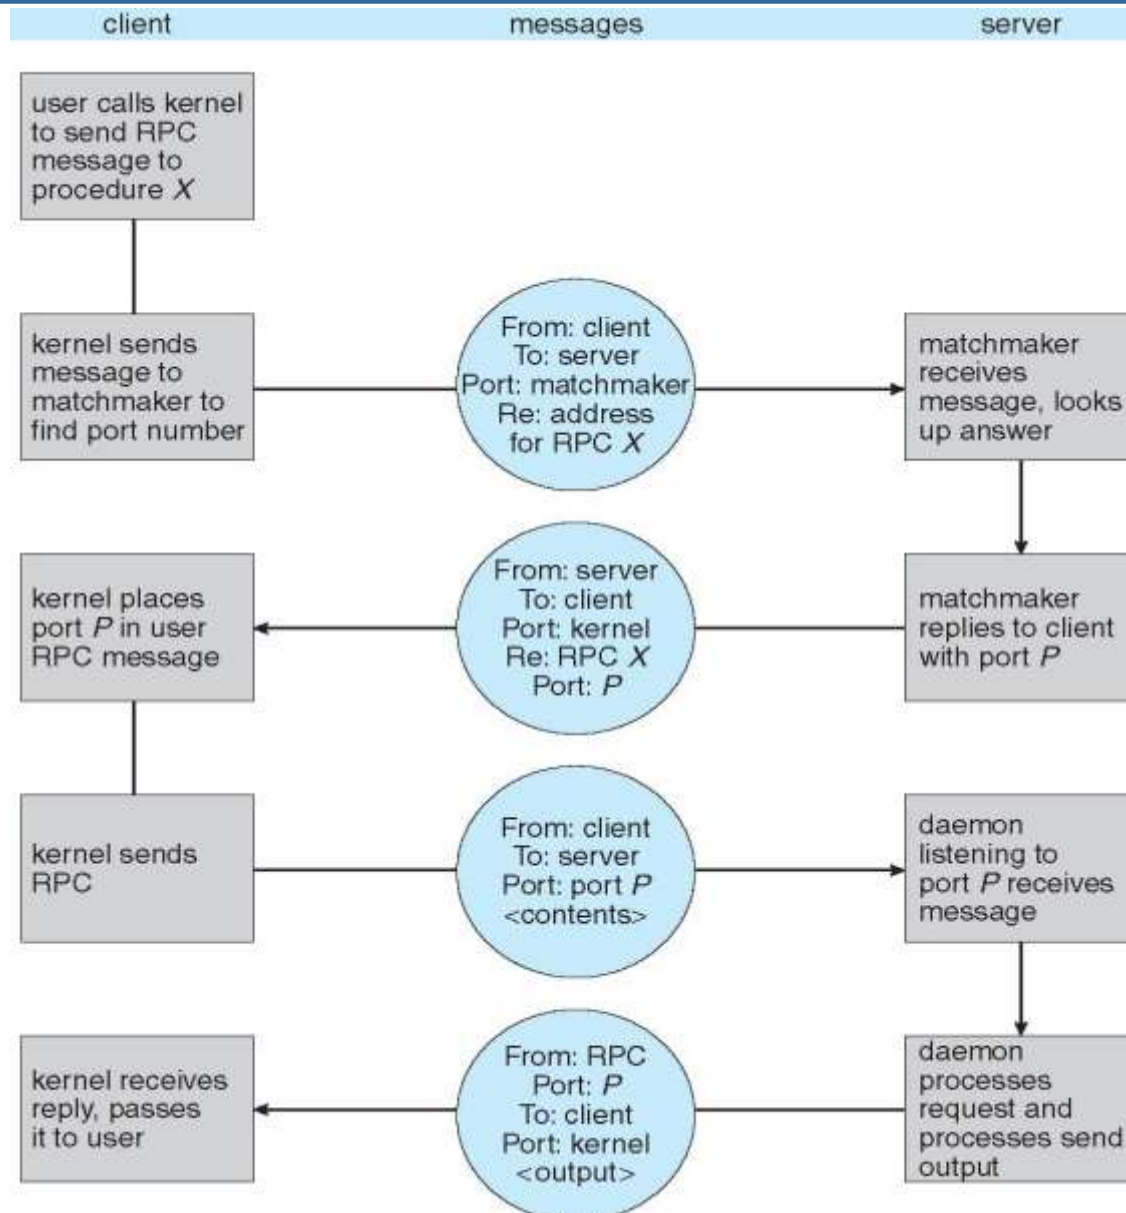 client
messages
server
user calls kernel
to send RPC
message to
procedure X
kernel sends
message to
matchmaker to
find port number
From: client
To: server
Port: matchmaker
Re: address
for RPC X
matchmaker
receives
message, looks
up answer
kernel places
port P in user
RPC message
From: server
To: client
Port: kernel
Re: RPC X
Port: P
matchmaker
replies to client
with port P
kernel sends
RPC
From: client
To: server
Port: port P
<contents>
daemon
listening to
port P receives
message
kernel receives
reply, passes
it to user
From: RPC
Port: P
To: client
Port: kernel
<output>
daemon
processes
request and
processes send
output